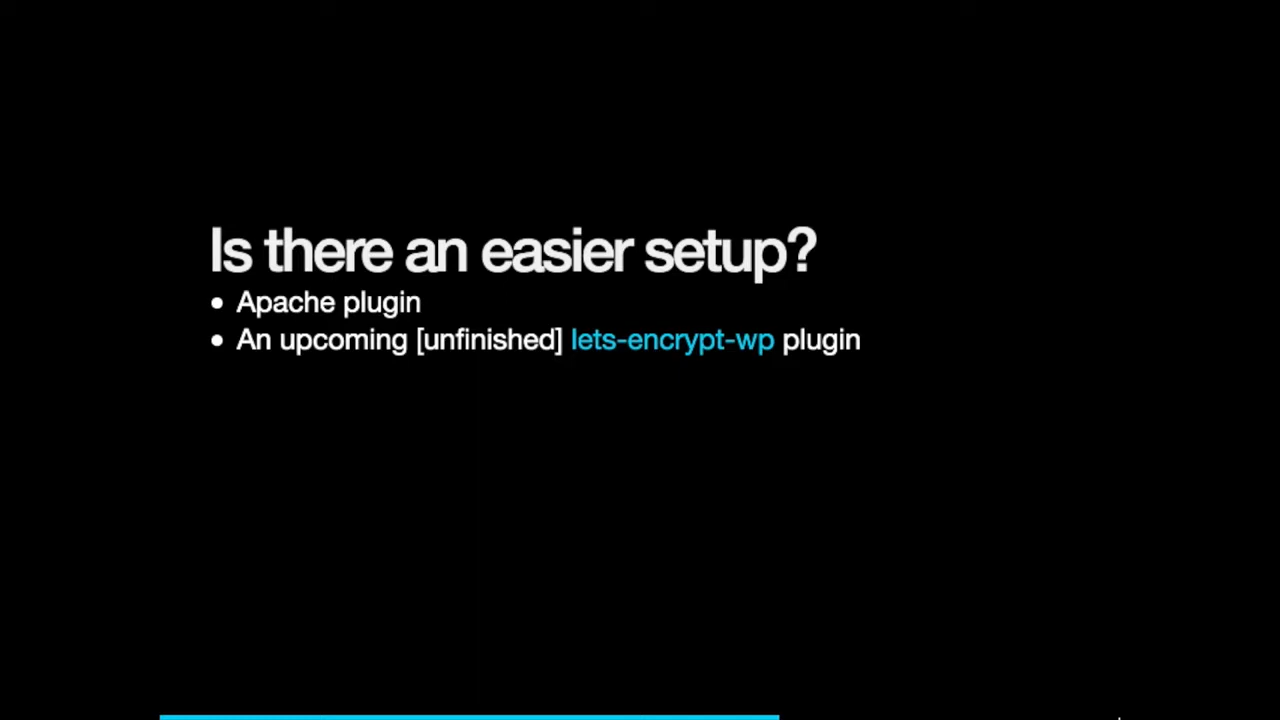 Is there an easier setup?
• Apache plugin
• An upcoming [unfinished] lets-encrypt-wp plugin